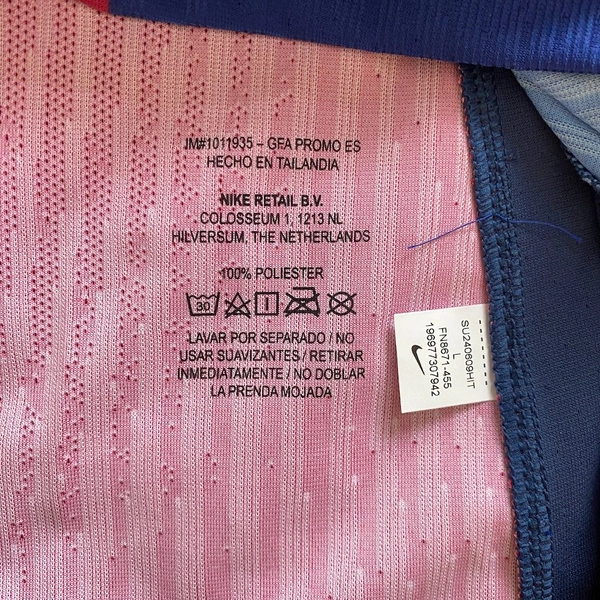 JM#1011935 – GFA PROMO ES
HECHO EN TAILANDIA
NIKE RETAIL B.V.
COLOSSEUM 1, 1213 NL
HILVERSUM, THE NETHERLANDS
100% POLIESTER
30
LAVAR POR SEPARADO / NO
USAR SUAVIZANTES / RETIRAR
INMEDIATAMENTE / NO DOBLAR
LA PRENDA MOJADA
SU240609HIT
L
FN8671-455
196977307942